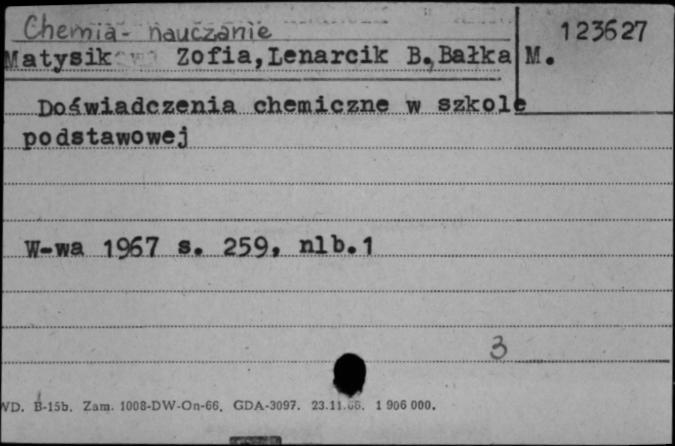 Chemia - nauczanie
123627
Matysik Zofia, Lenarcik B., Bałka M.
Doświadczenia chemiczne w szkole
podstawowej
W-wa 1967 s. 259, nlb.1
3
WD. B-15b. Zam. 1008-DW-On-66. GDA-3097. 23.11.66. 1 906 000.